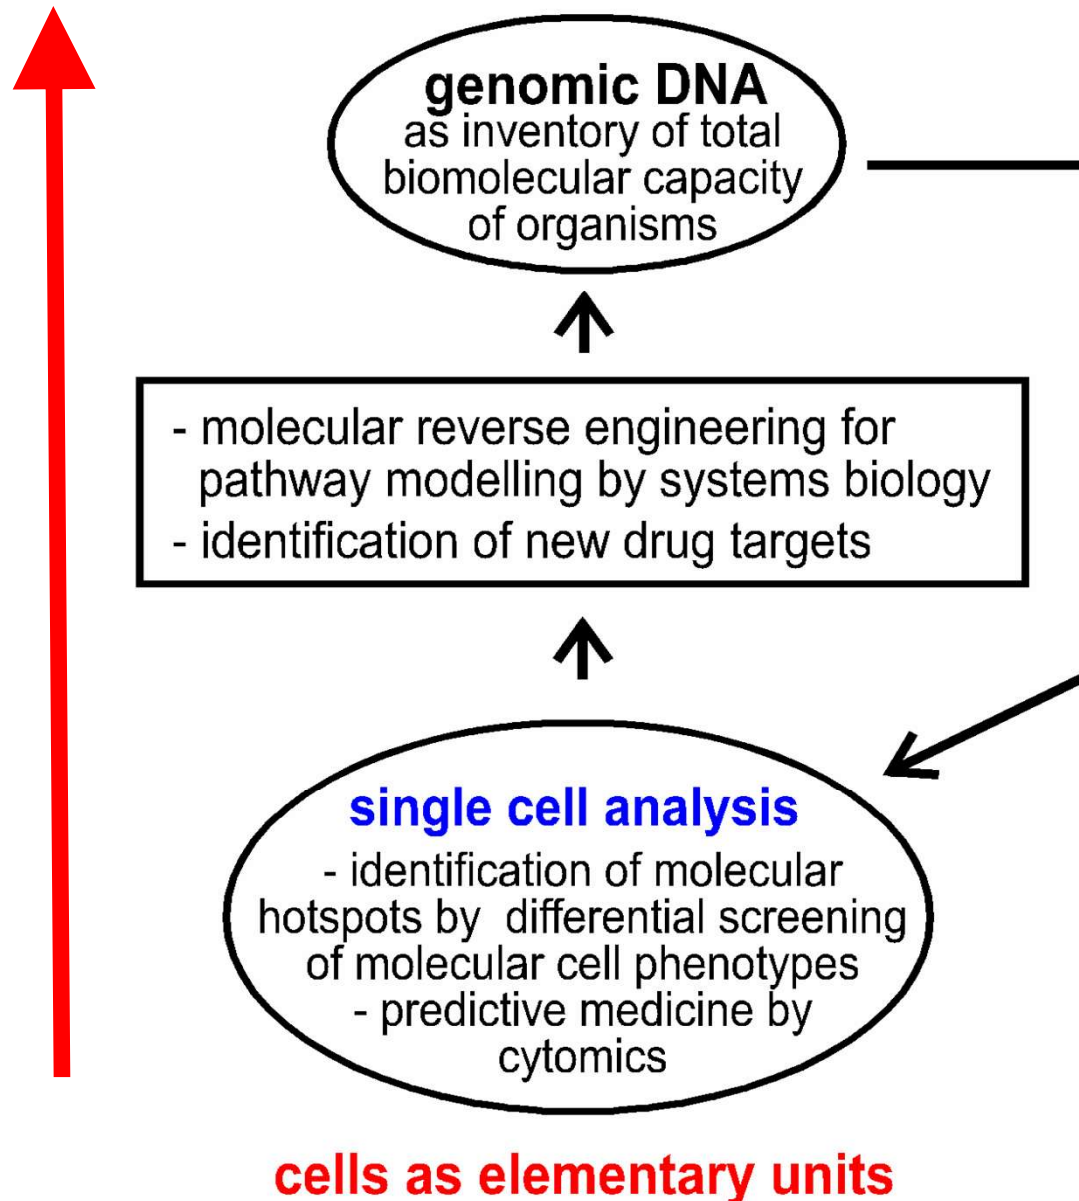 genomic DNA
as inventory of total
biomolecular capacity
of organisms
- molecular reverse engineering for
pathway modelling by systems biology
- identification of new drug targets
single cell analysis
- identification of molecular
hotspots by differential screening
of molecular cell phenotypes
- predictive medicine by
cytomics
cells as elementary units